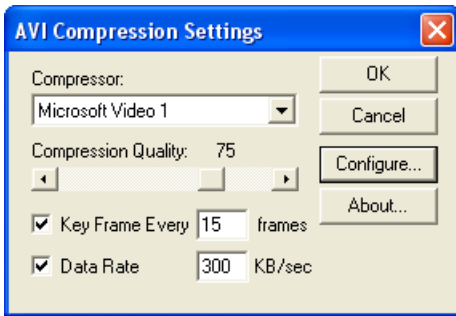 AVI Compression Settings
Compressor:
OK
Microsoft Video 1
Cancel
Compression Quality: 75
Configure...
About...
Key Frame Every 15 frames
Data Rate 300 KB/sec